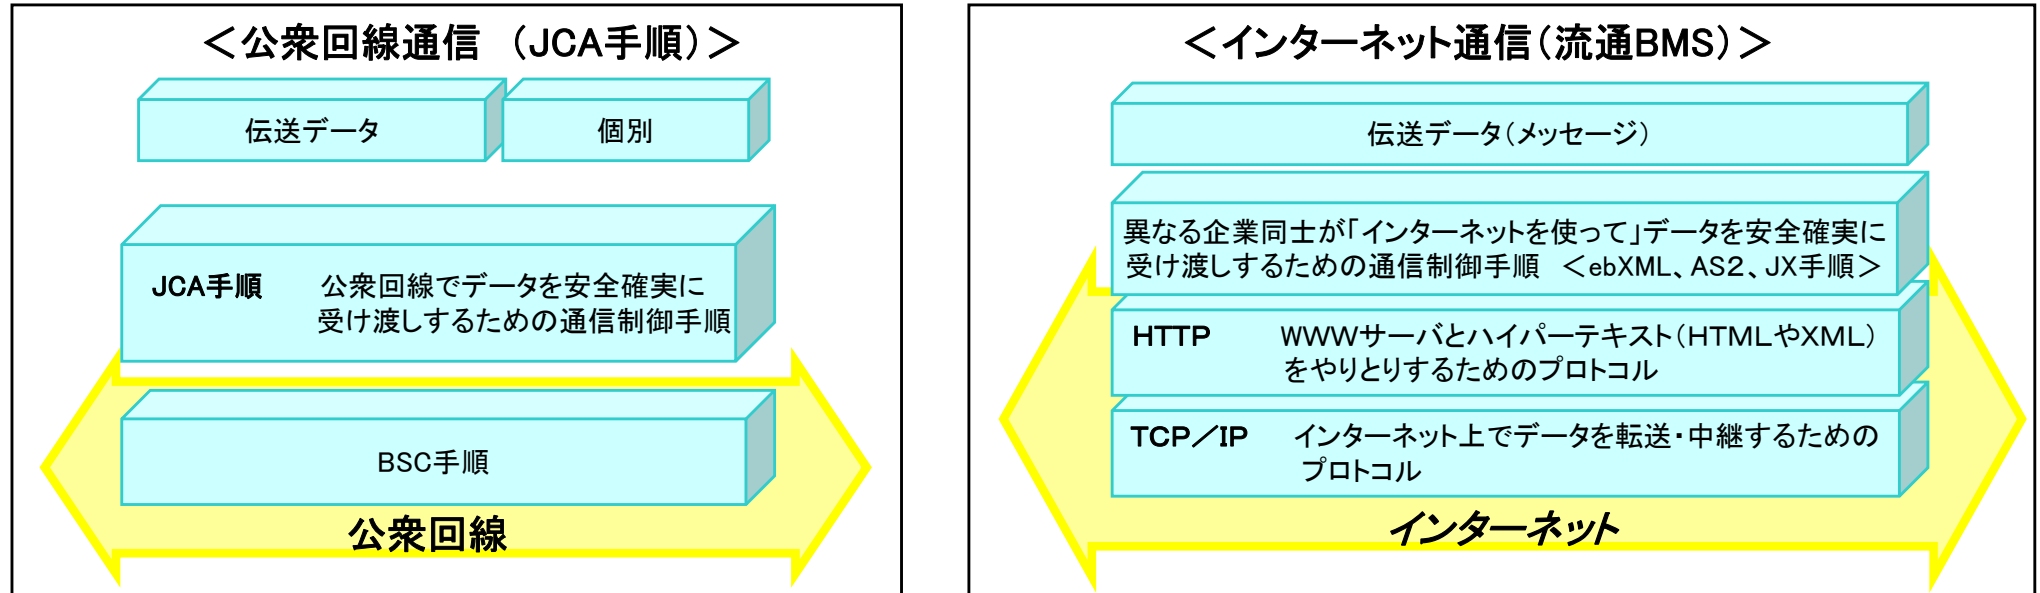 ＜公衆回線通信　（JCA手順）＞
伝送データ
個別
JCA手順　公衆回線でデータを安全確実に
受け渡しするための通信制御手順
BSC手順
公衆回線
＜インターネット通信（流通BMS）＞
伝送データ（メッセージ）
異なる企業同士が「インターネットを使って」データを安全確実に
受け渡しするための通信制御手順　＜ebXML、AS２、JX手順＞
HTTP　WWWサーバとハイパーテキスト（HTMLやXML）
をやりとりするためのプロトコル
TCP／IP　インターネット上でデータを転送・中継するための
プロトコル
インターネット